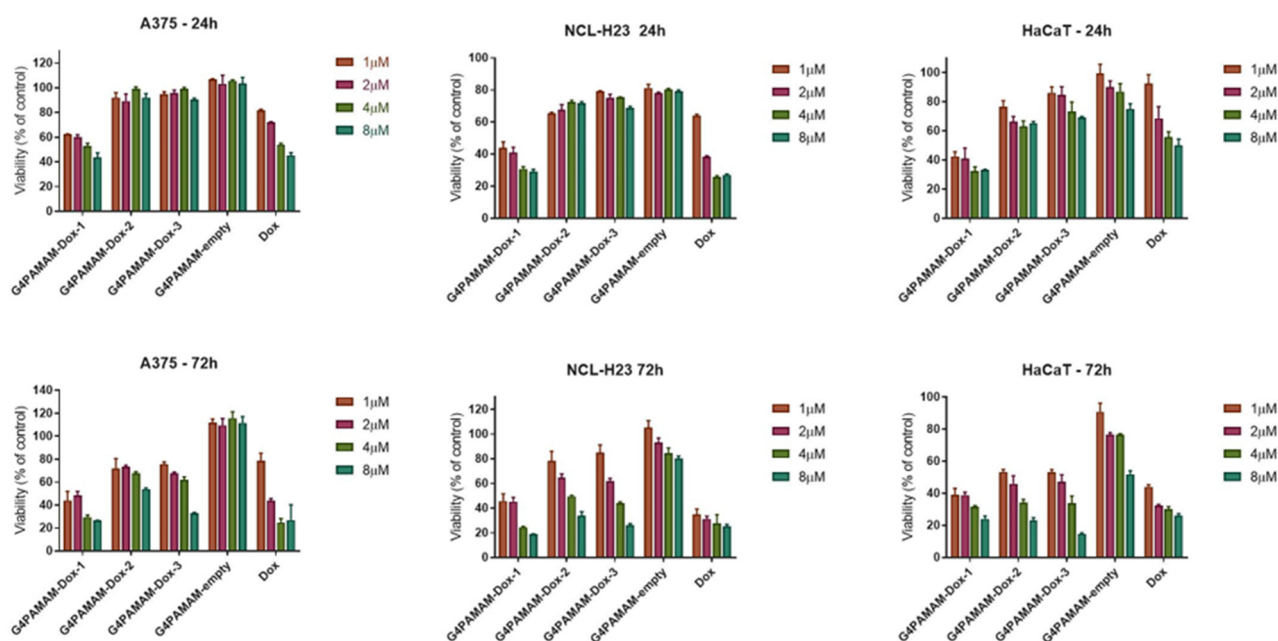 A375 - 24h
Viability (% of control)
120
100
80
60
40
20
0
G4PAMAM-Dox-1
G4PAMAM-Dox-2
G4PAMAM-Dox-3
G4PAMAM-empty
Dox
1μM
2μM
4μM
8μM
NCL-H23 24h
Viability (% of control)
100
80
60
40
20
0
G4PAMAM-Dox-1
G4PAMAM-Dox-2
G4PAMAM-Dox-3
G4PAMAM-empty
Dox
1μM
2μM
4μM
8μM
HaCaT - 24h
Viability (% of control)
100
80
60
40
20
0
G4PAMAM-Dox-1
G4PAMAM-Dox-2
G4PAMAM-Dox-3
G4PAMAM-empty
Dox
1μM
2μM
4μM
8μM
A375 - 72h
Viability (% of control)
140
120
100
80
60
40
20
0
G4PAMAM-Dox-1
G4PAMAM-Dox-2
G4PAMAM-Dox-3
G4PAMAM-empty
Dox
1μM
2μM
4μM
8μM
NCL-H23 72h
Viability (% of control)
120
100
80
60
40
20
0
G4PAMAM-Dox-1
G4PAMAM-Dox-2
G4PAMAM-Dox-3
G4PAMAM-empty
Dox
1μM
2μM
4μM
8μM
HaCaT - 72h
Viability (% of control)
100
80
60
40
20
0
G4PAMAM-Dox-1
G4PAMAM-Dox-2
G4PAMAM-Dox-3
G4PAMAM-empty
Dox
1μM
2μM
4μM
8μM